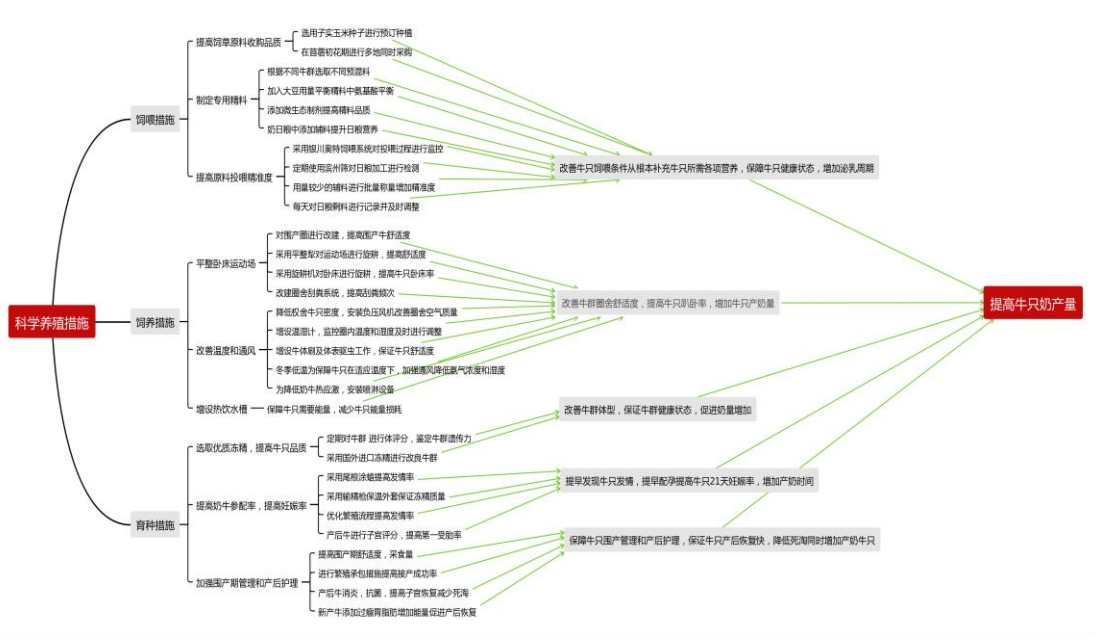 科学养殖措施
饲喂措施
提高饲草原料收购品质
选用子实玉米种子进行预订种植
在苜蓿初花期进行多地同时采购
制定专用精料
根据不同牛群选取不同预混料
加入大豆用量平衡精料中氨基酸平衡
添加微生态制剂提高精料品质
奶日粮中添加辅料提升日粮营养
提高原料投喂精准度
采用银川奥特饲喂系统对投喂过程进行监控
定期使用滨州筛对日粮加工进行检测
用量较少的辅料进行批量称量增加精准度
每天对日粮剩料进行记录并及时调整
改善牛只饲喂条件从根本补充牛只所需各项营养，保障牛只健康状态，增加泌乳周期
饲养措施
平整卧床运动场
对围产圈进行改建，提高围产牛舒适度
采用平整犁对运动场进行旋耕，提高舒适度
采用旋耕机对卧床进行旋耕，提高牛只卧床率
改建圈舍刮粪系统，提高刮粪频次
改善温度和通风
降低权舍牛只密度，安装负压风机改善圈舍空气质量
增设温湿计，监控圈内温度和湿度及时进行调整
增设牛体刷及体表驱虫工作，保证牛只舒适度
冬季低温为保障牛只在适应温度下，加强通风降低氨气浓度和湿度
为降低奶牛热应激，安装喷淋设备
增设热饮水槽
保障牛只需要能量，减少牛只能量损耗
改善牛群圈舍舒适度，提高牛只趴卧率，增加牛只产奶量
提高牛只奶产量
育种措施
选取优质冻精，提高牛只品质
定期对牛群 进行体评分，鉴定牛群遗传力
采用国外进口冻精进行改良牛群
改善牛群体型，保证牛群健康状态，促进奶量增加
提高奶牛参配率，提高妊娠率
采用尾根涂蜡提高发情率
采用输精枪保温外套保证冻精质量
优化繁殖流程提高发情率
产后牛进行子宫评分，提高第一受胎率
提早发现牛只发情，提早配孕提高牛只21天妊娠率，增加产奶时间
加强围产期管理和产后护理
提高围产期舒适度，采食量
进行繁殖承包措施提高接产成功率
产后牛消炎，抗菌，提高子宫恢复减少死淘
新产牛添加过瘤胃脂肪增加能量促进产后恢复
保障牛只围产管理和产后护理，保证牛只产后恢复快，降低死淘同时增加产奶牛只